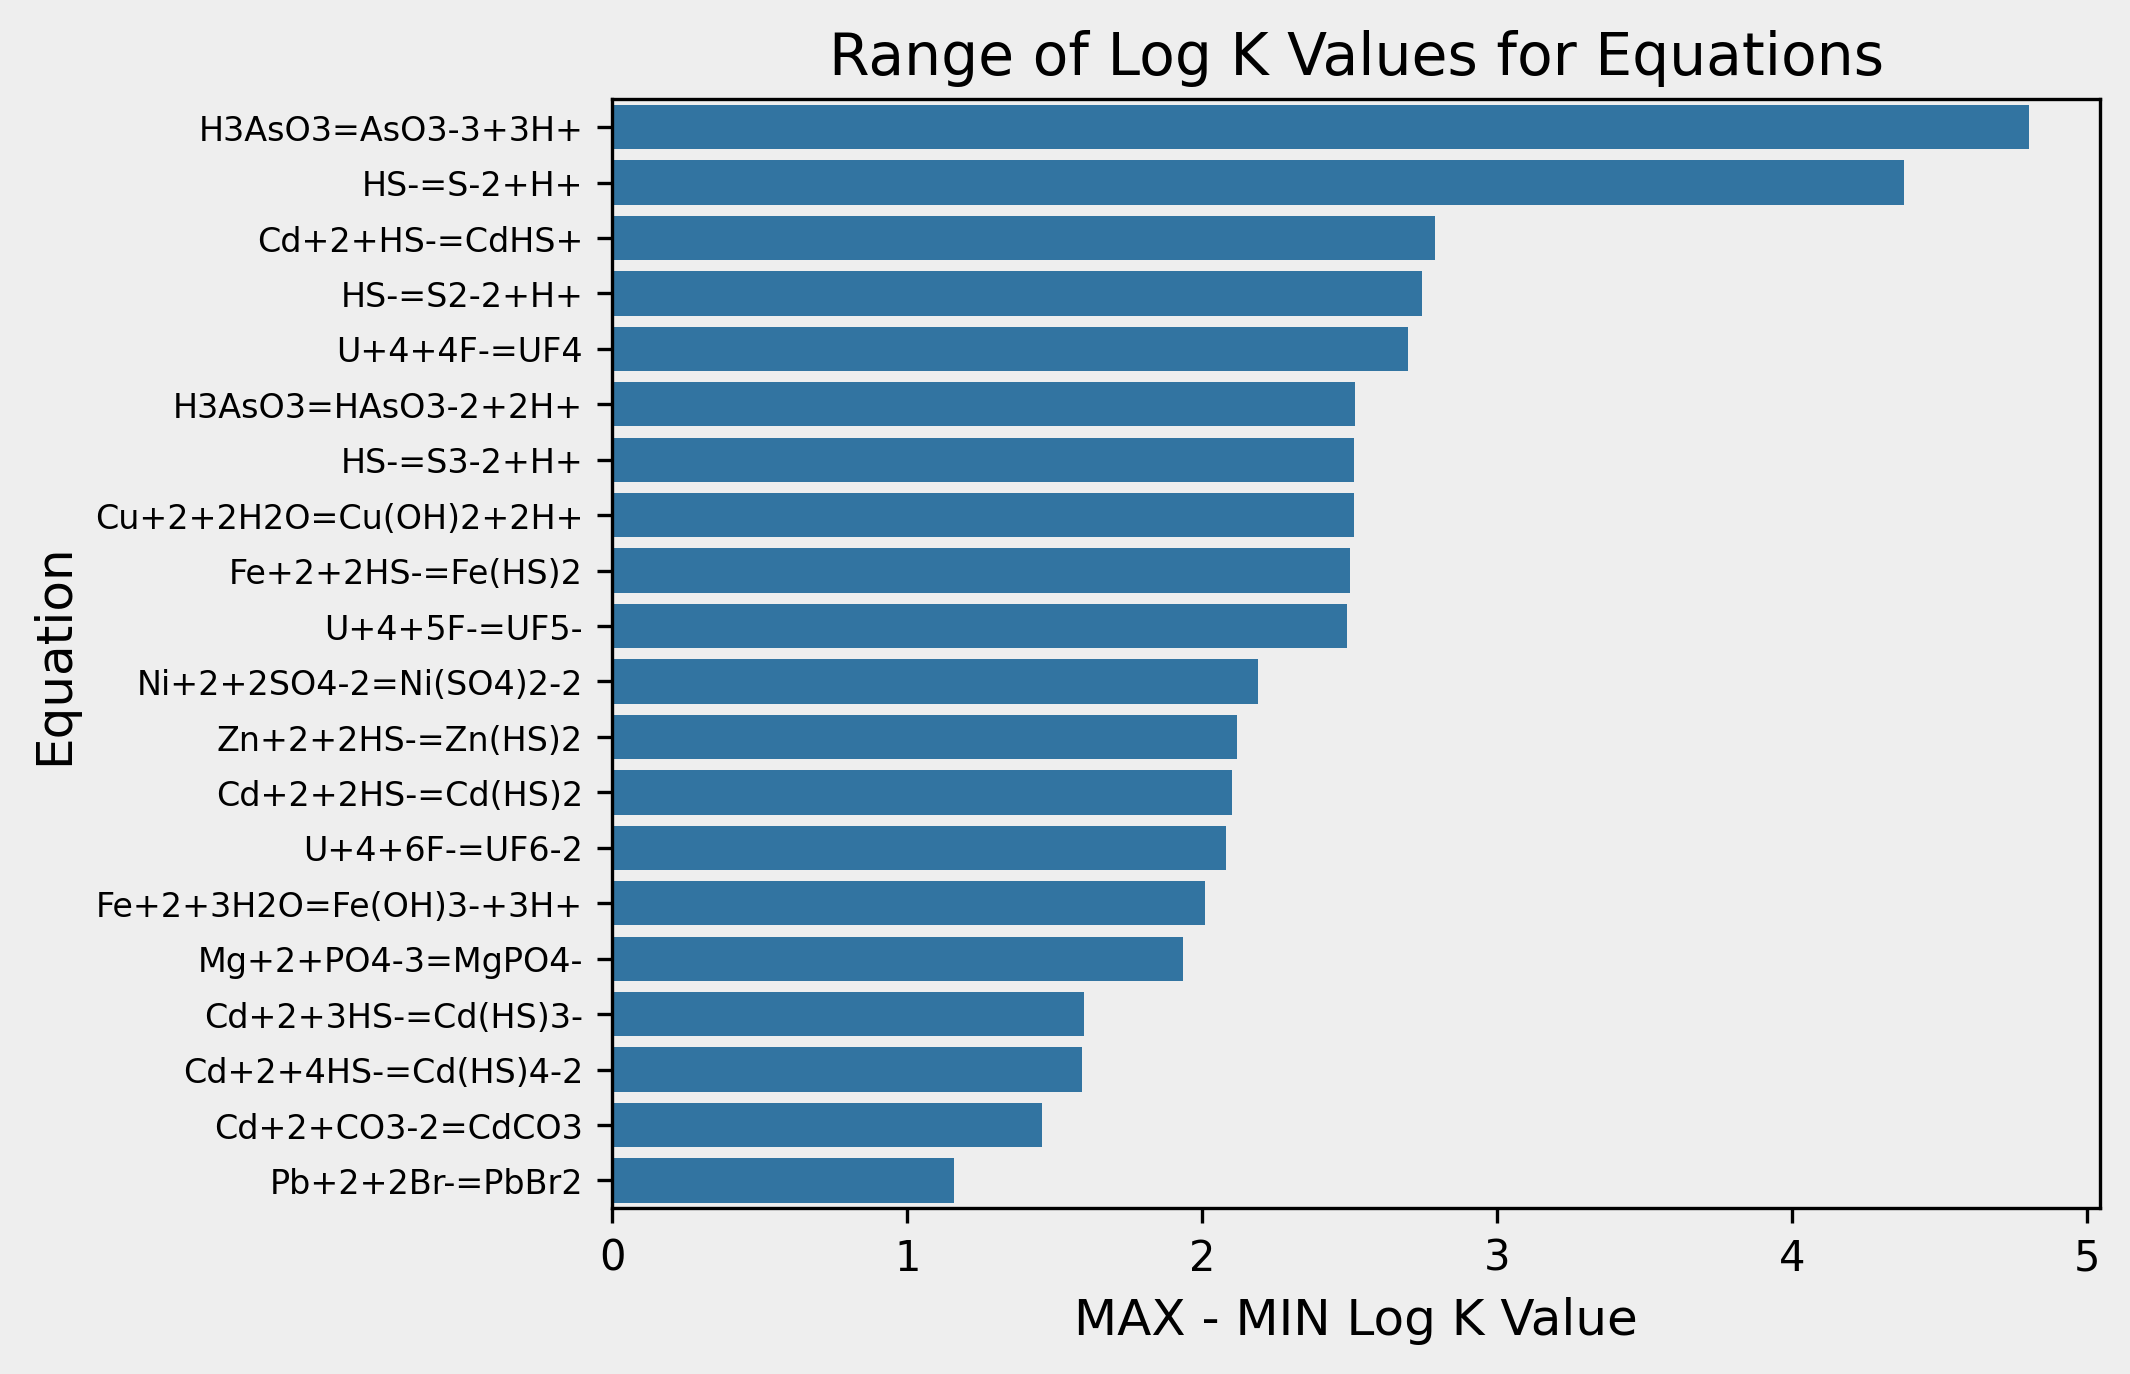 Range of Log K Values for Equations
H3AsO3=AsO3-3+3H+
HS-=S-2+H+
Cd+2+HS-=CdHS+
HS-=S2-2+H+
U+4+4F-=UF4
H3AsO3=HAsO3-2+2H+
HS-=S3-2+H+
Cu+2+2H2O=Cu(OH)2+2H+
Fe+2+2HS-=Fe(HS)2
U+4+5F-=UF5-
Ni+2+2SO4-2=Ni(SO4)2-2
Zn+2+2HS-=Zn(HS)2
Cd+2+2HS-=Cd(HS)2
U+4+6F-=UF6-2
Fe+2+3H2O=Fe(OH)3-+3H+
Mg+2+PO4-3=MgPO4-
Cd+2+3HS-=Cd(HS)3-
Cd+2+4HS-=Cd(HS)4-2
Cd+2+CO3-2=CdCO3
Pb+2+2Br-=PbBr2
Equation
0 1 2 3 4 5
MAX - MIN Log K Value